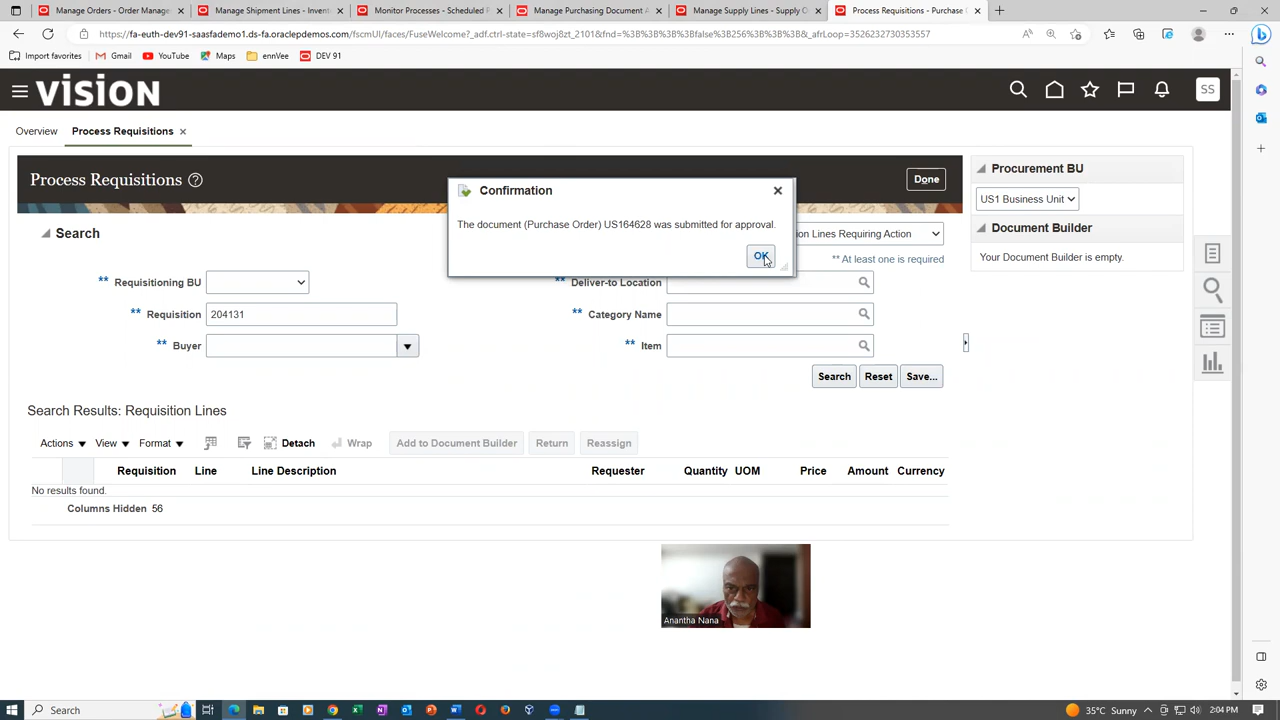 Manage Orders - Order Manage
Manage Shipment Lines - Invent
Monitor Processes - Scheduled P
Manage Purchasing Document A
Manage Supply Lines - Supply O
Process Requisitions - Purchase O
https://fa-euth-dev91-saasfademo1.ds-fa.oraclepdemos.com/fscmUI/faces/FuseWelcome?_adf.ctrl-state=sf8woj8zt_2101&fnd=%3B%3B%3B%3Bfalse%3B256%3B%3B%3B&_afrLoop=3526232730353557
Import favorites
Gmail
YouTube
Maps
ennVee
DEV 91
VISION
SS
Overview
Process Requisitions
Process Requisitions
Done
Confirmation
The document (Purchase Order) US164628 was submitted for approval.
OK
Procurement BU
US1 Business Unit
Document Builder
Your Document Builder is empty.
Search
on Lines Requiring Action
** At least one is required
** Requisitioning BU
** Deliver-to Location
** Requisition 204131
** Category Name
** Buyer
** Item
Search
Reset
Save...
Search Results: Requisition Lines
Actions
View
Format
Detach
Wrap
Add to Document Builder
Return
Reassign
Requisition
Line
Line Description
Requester
Quantity
UOM
Price
Amount
Currency
No results found.
Columns Hidden 56
Anantha Nana
Search
35°C Sunny
2:04 PM